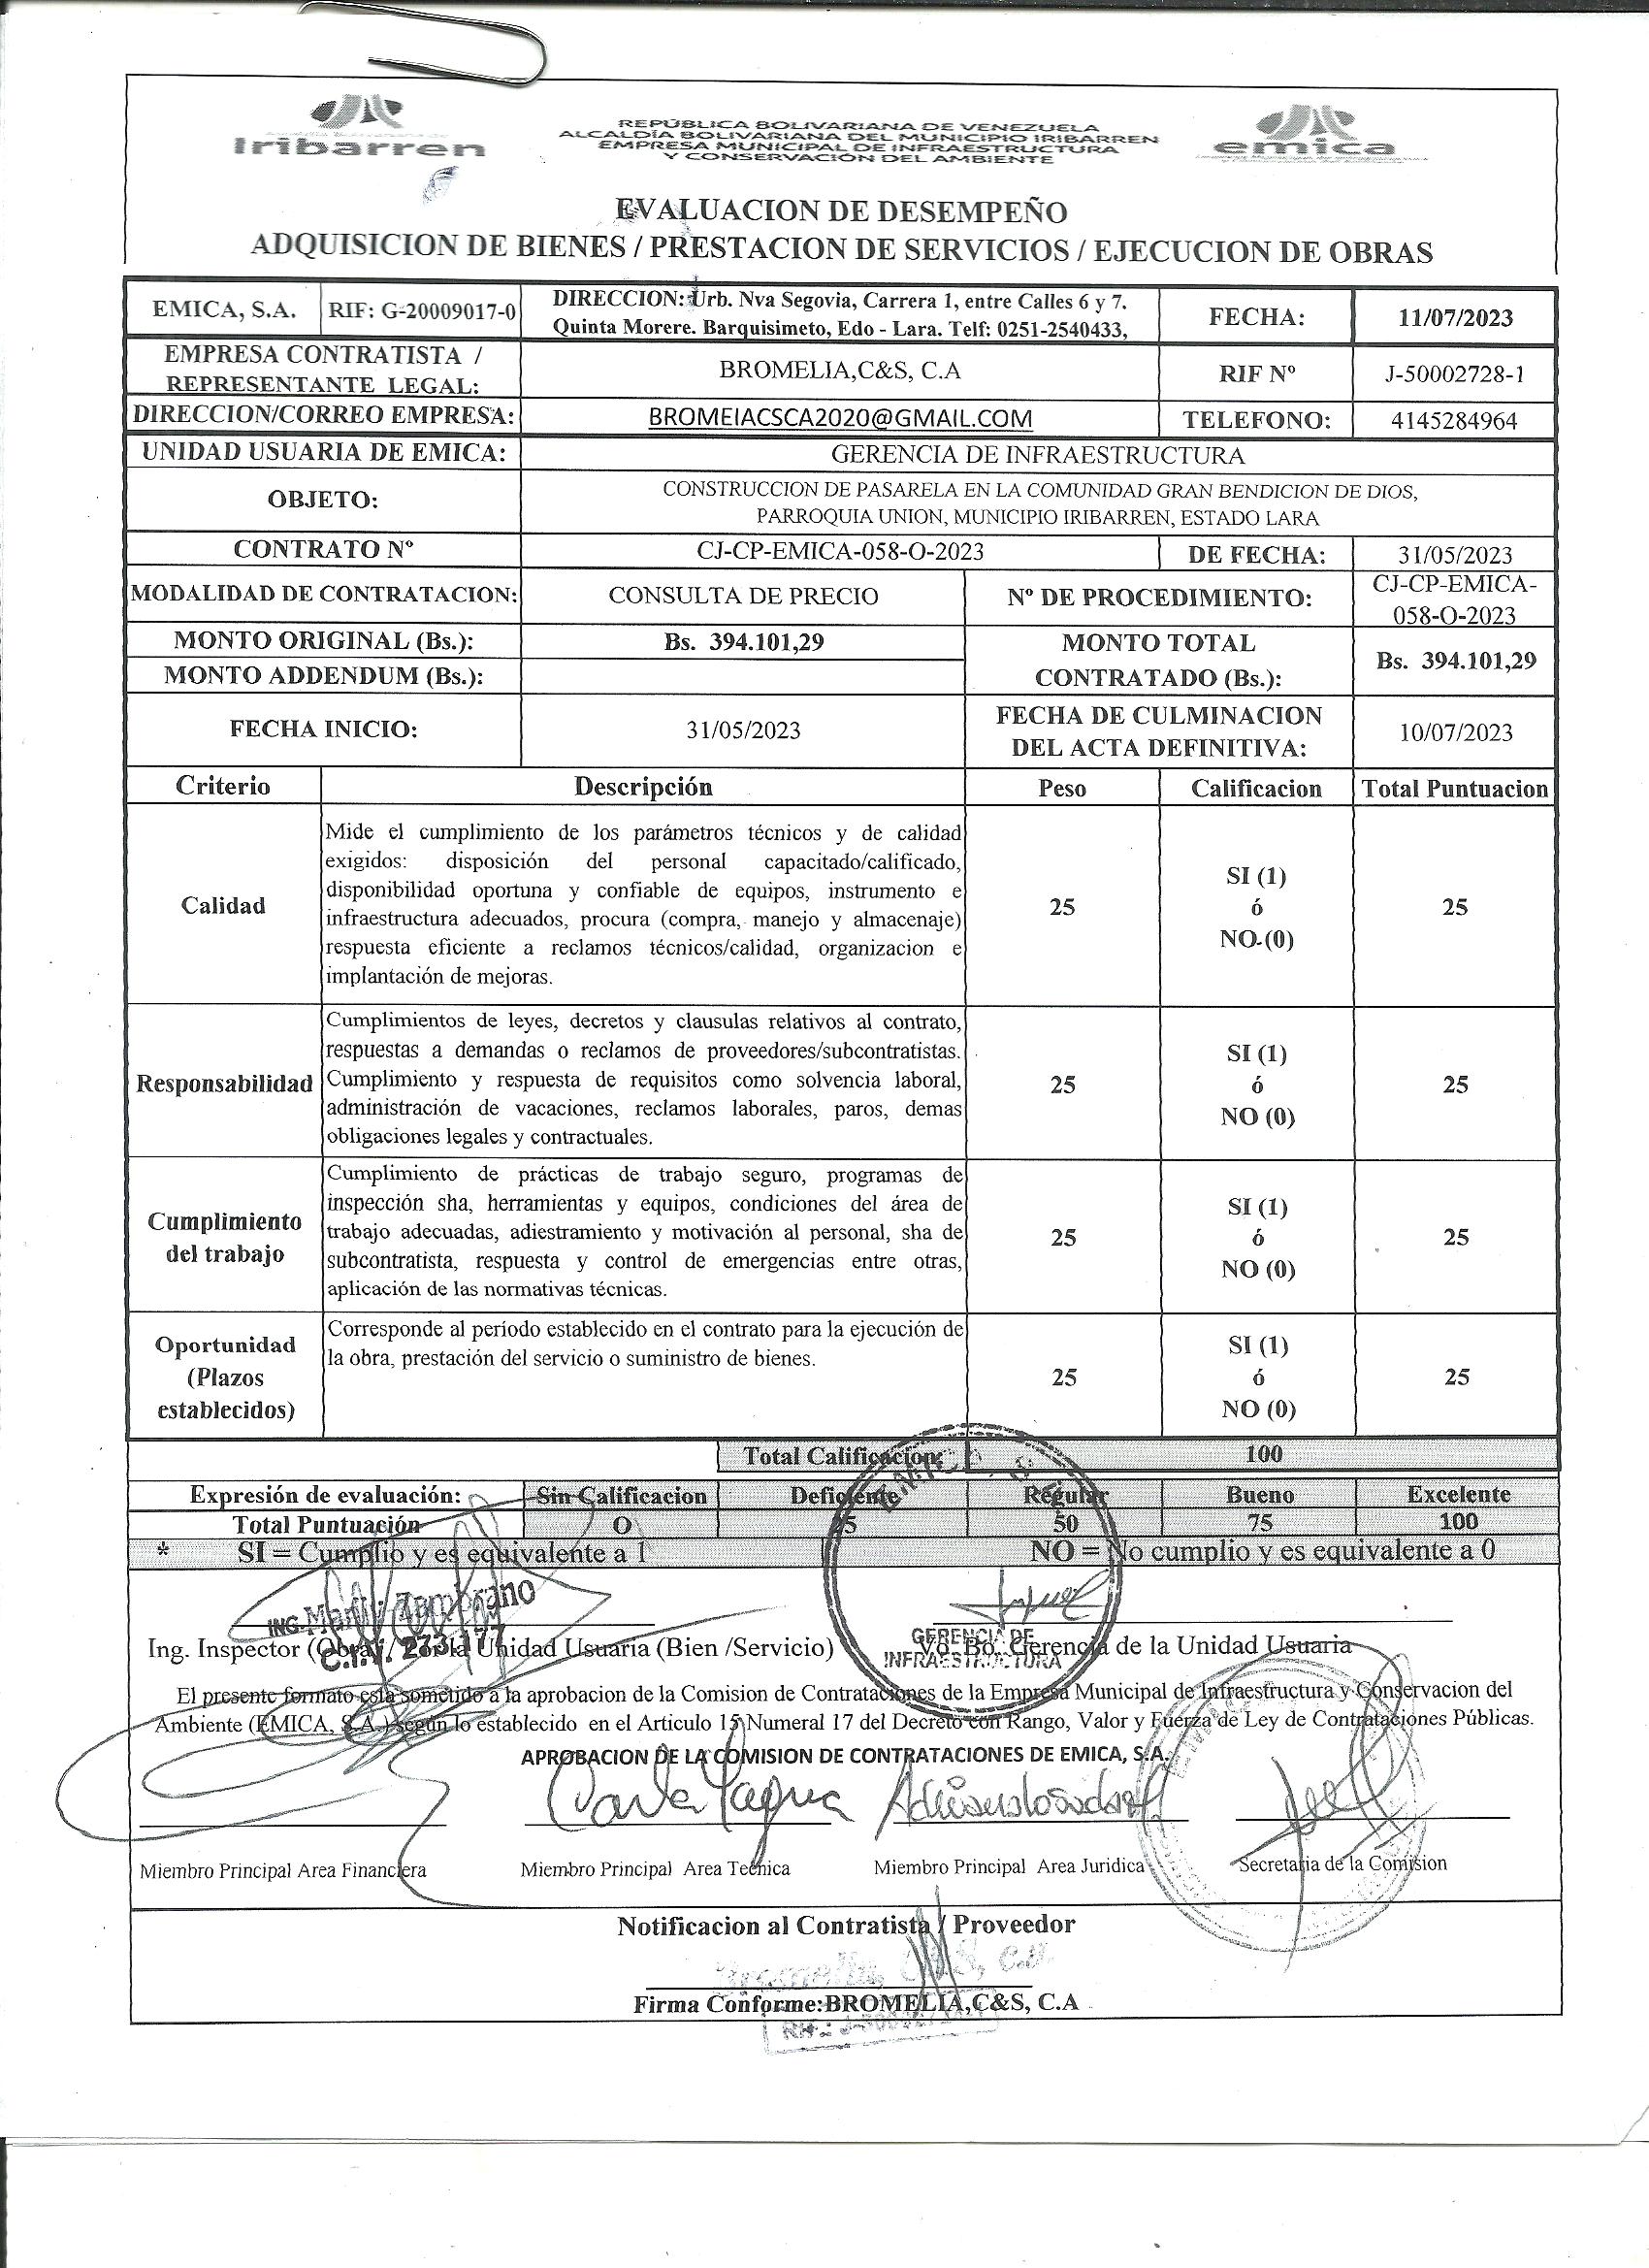 Iribarren
REPÚBLICA BOLIVARIANA DE VENEZUELA
ALCALDÍA BOLIVARIANA DEL MUNICIPIO IRIBARREN
EMPRESA MUNICIPAL DE INFRAESTRUCTURA
Y CONSERVACIÓN DEL AMBIENTE
emica
EVALUACION DE DESEMPEÑO
ADQUISICION DE BIENES / PRESTACION DE SERVICIOS / EJECUCION DE OBRAS
EMICA, S.A. RIF: G-20009017-0 DIRECCION: Urb. Nva Segovia, Carrera 1, entre Calles 6 y 7.
Quinta Morere. Barquisimeto, Edo - Lara. Telf: 0251-2540433, FECHA: 11/07/2023
EMPRESA CONTRATISTA /
REPRESENTANTE LEGAL: BROMELIA,C&S, C.A RIF Nº J-50002728-1
DIRECCION/CORREO EMPRESA: BROMEIACSCA2020@GMAIL.COM TELEFONO: 4145284964
UNIDAD USUARIA DE EMICA: GERENCIA DE INFRAESTRUCTURA
OBJETO: CONSTRUCCION DE PASARELA EN LA COMUNIDAD GRAN BENDICION DE DIOS,
PARROQUIA UNION, MUNICIPIO IRIBARREN, ESTADO LARA
CONTRATO Nº CJ-CP-EMICA-058-O-2023 DE FECHA: 31/05/2023
MODALIDAD DE CONTRATACION: CONSULTA DE PRECIO Nº DE PROCEDIMIENTO: CJ-CP-EMICA-
058-O-2023
MONTO ORIGINAL (Bs.): Bs. 394.101,29 MONTO TOTAL
CONTRATADO (Bs.): Bs. 394.101,29
MONTO ADDENDUM (Bs.):
FECHA INICIO: 31/05/2023 FECHA DE CULMINACION
DEL ACTA DEFINITIVA: 10/07/2023
Criterio Descripción Peso Calificacion Total Puntuacion
Calidad
Mide el cumplimiento de los parámetros técnicos y de calidad
exigidos: disposición del personal capacitado/calificado,
disponibilidad oportuna y confiable de equipos, instrumento e
infraestructura adecuados, procura (compra, manejo y almacenaje)
respuesta eficiente a reclamos técnicos/calidad, organizacion e
implantación de mejoras.
25
SI (1)
ó
NO (0)
25
Responsabilidad
Cumplimientos de leyes, decretos y clausulas relativos al contrato,
respuestas a demandas o reclamos de proveedores/subcontratistas.
Cumplimiento y respuesta de requisitos como solvencia laboral,
administración de vacaciones, reclamos laborales, paros, demas
obligaciones legales y contractuales.
25
SI (1)
ó
NO (0)
25
Cumplimiento
del trabajo
Cumplimiento de prácticas de trabajo seguro, programas de
inspección sha, herramientas y equipos, condiciones del área de
trabajo adecuadas, adiestramiento y motivación al personal, sha de
subcontratista, respuesta y control de emergencias entre otras,
aplicación de las normativas técnicas.
25
SI (1)
ó
NO (0)
25
Oportunidad
(Plazos
establecidos)
Corresponde al período establecido en el contrato para la ejecución de
la obra, prestación del servicio o suministro de bienes.
25
SI (1)
ó
NO (0)
25
Total Calificacion: 100
Expresión de evaluación: Sin Calificacion Deficiente Regular Bueno Excelente
Total Puntuación O 25 50 75 100
* SI = Cumplio y es equivalente a 1 NO = No cumplio y es equivalente a 0
ING. Zambrano
C.I.V. 273.177
GERENCIA DE
INFRAESTRUCTURA
Ing. Inspector (Obra) / Por la Unidad Usuaria (Bien /Servicio) Vo. Bo. Gerencia de la Unidad Usuaria
El presente formato esta sometido a la aprobacion de la Comision de Contrataciones de la Empresa Municipal de Infraestructura y Conservacion del
Ambiente (EMICA, S.A.) según lo establecido en el Articulo 15 Numeral 17 del Decreto con Rango, Valor y Fuerza de Ley de Contrataciones Públicas.
APROBACION DE LA COMISION DE CONTRATACIONES DE EMICA, S.A.
Miembro Principal Area Financiera Miembro Principal Area Tecnica Miembro Principal Area Juridica Secretaria de la Comision
Notificacion al Contratista / Proveedor
Bromelia, C&S, C.A.
Firma Conforme:BROMELIA,C&S, C.A